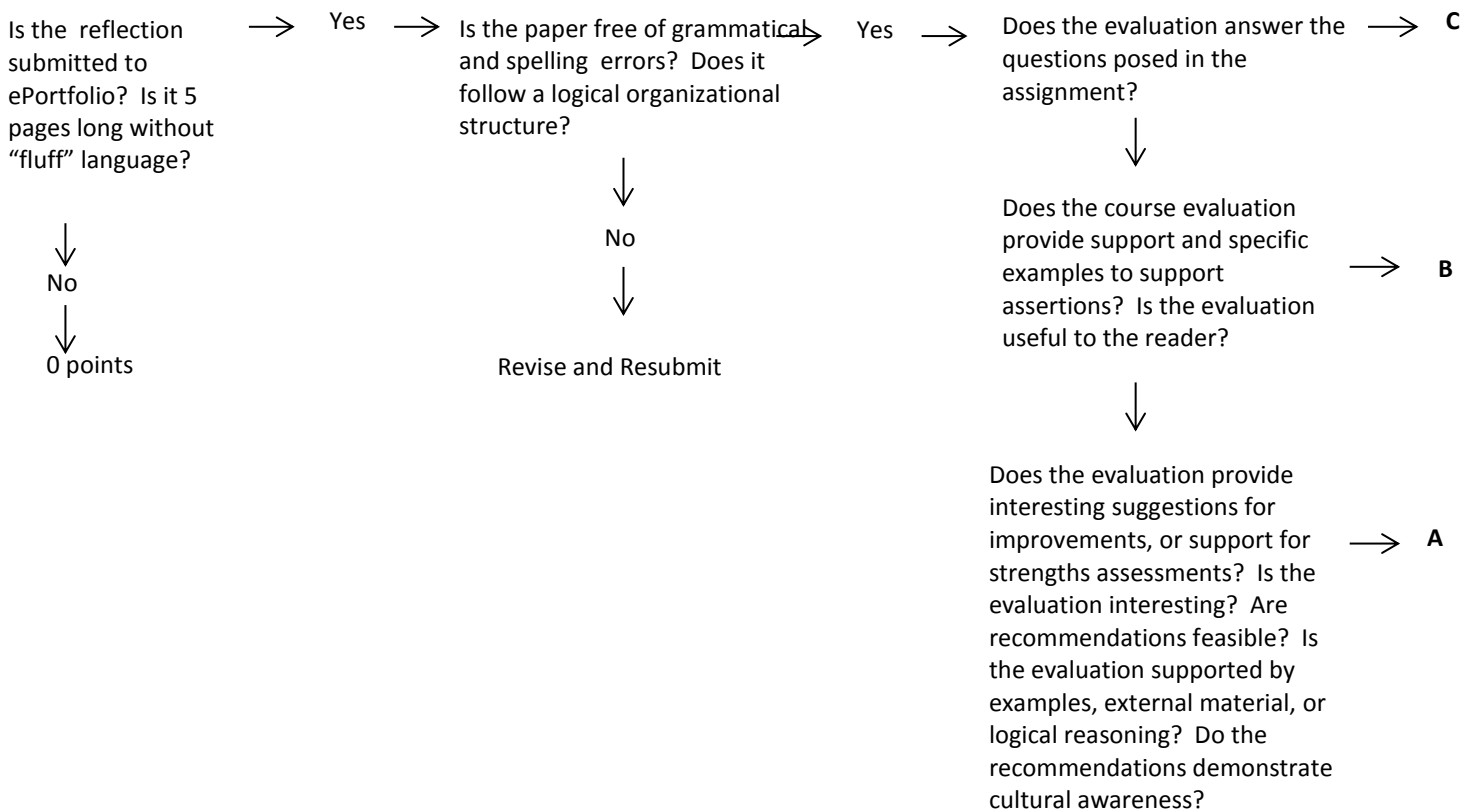 Is the reflection
submitted to
ePortfolio? Is it 5
pages long without
“fluff” language?
No
0 points
Yes
Is the paper free of grammatical
and spelling errors? Does it
follow a logical organizational
structure?
No
Revise and Resubmit
Yes
Does the evaluation answer the
questions posed in the
assignment?
C
Does the course evaluation
provide support and specific
examples to support
assertions? Is the evaluation
useful to the reader?
B
Does the evaluation provide
interesting suggestions for
improvements, or support for
strengths assessments? Is the
evaluation interesting? Are
recommendations feasible? Is
the evaluation supported by
examples, external material, or
logical reasoning? Do the
recommendations demonstrate
cultural awareness?
A